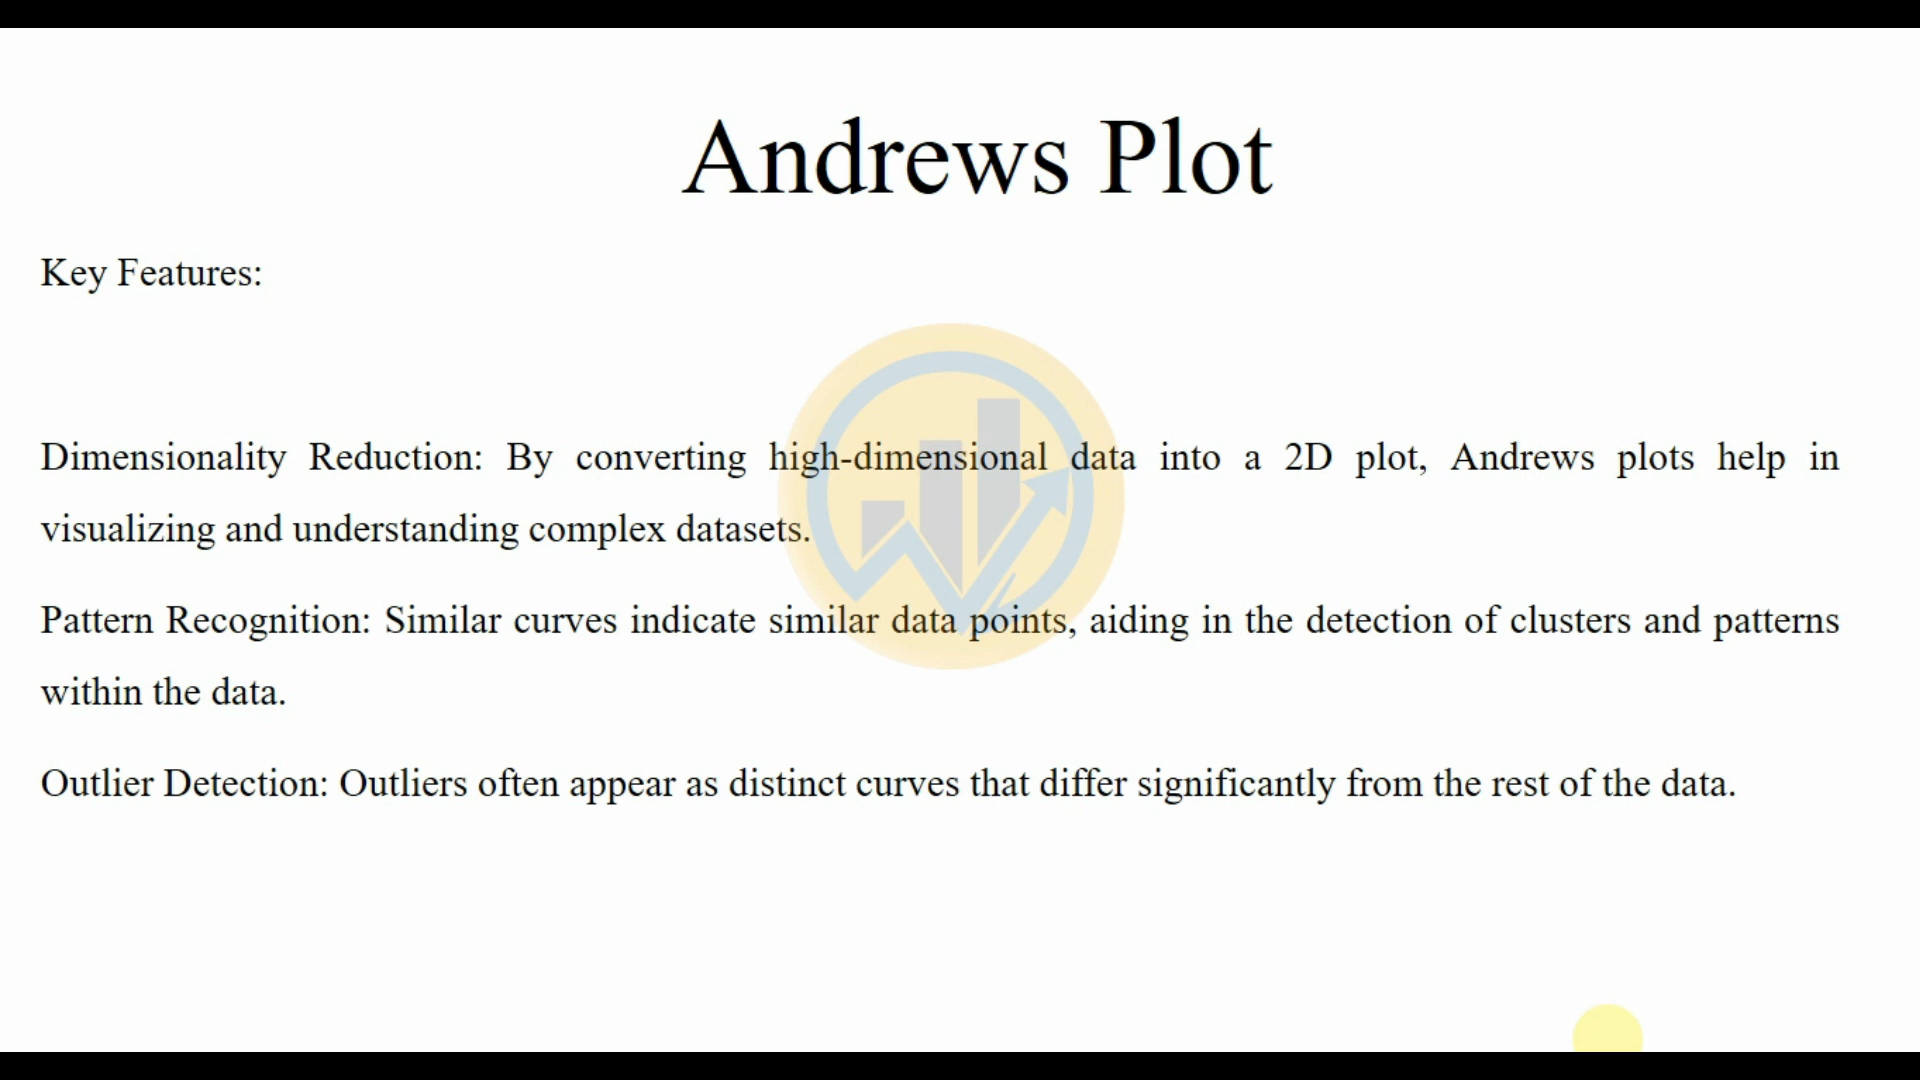 Andrews Plot
Key Features:
Dimensionality Reduction: By converting high-dimensional data into a 2D plot, Andrews plots help in
visualizing and understanding complex datasets.
Pattern Recognition: Similar curves indicate similar data points, aiding in the detection of clusters and patterns
within the data.
Outlier Detection: Outliers often appear as distinct curves that differ significantly from the rest of the data.